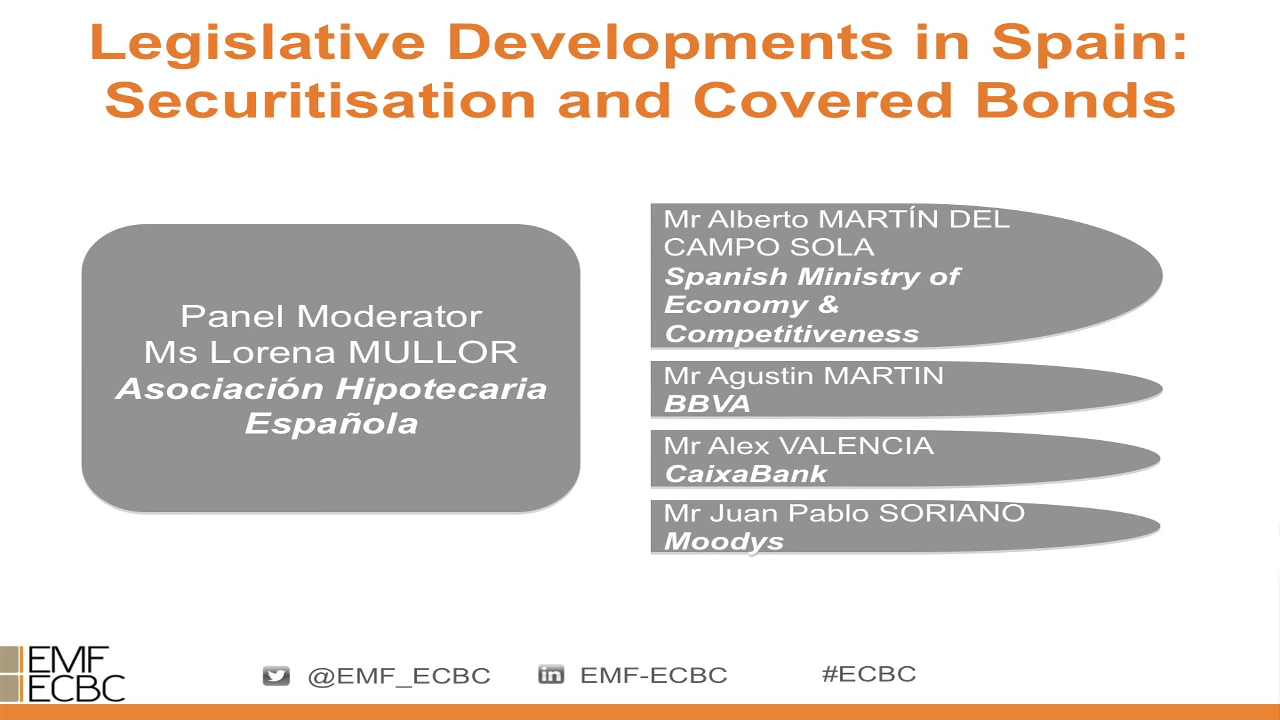 Legislative Developments in Spain:
Securitisation and Covered Bonds
Panel Moderator
Ms Lorena MULLOR
Asociación Hipotecaria
Española
Mr Alberto MARTÍN DEL
CAMPO SOLA
Spanish Ministry of
Economy &
Competitiveness
Mr Agustin MARTIN
BBVA
Mr Alex VALENCIA
CaixaBank
Mr Juan Pablo SORIANO
Moodys
EMF
ECBC
@EMF_ECBC
in EMF-ECBC
#ECBC